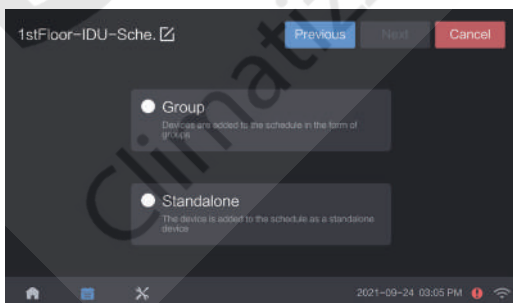 1stFloor-IDU-Sche.
Previous
Next
Cancel
Group
Devices are added to the schedule in the form of
groups
Standalone
The device is added to the schedule as a standalone
device
2021-09-24 03:05 PM
Climatiz